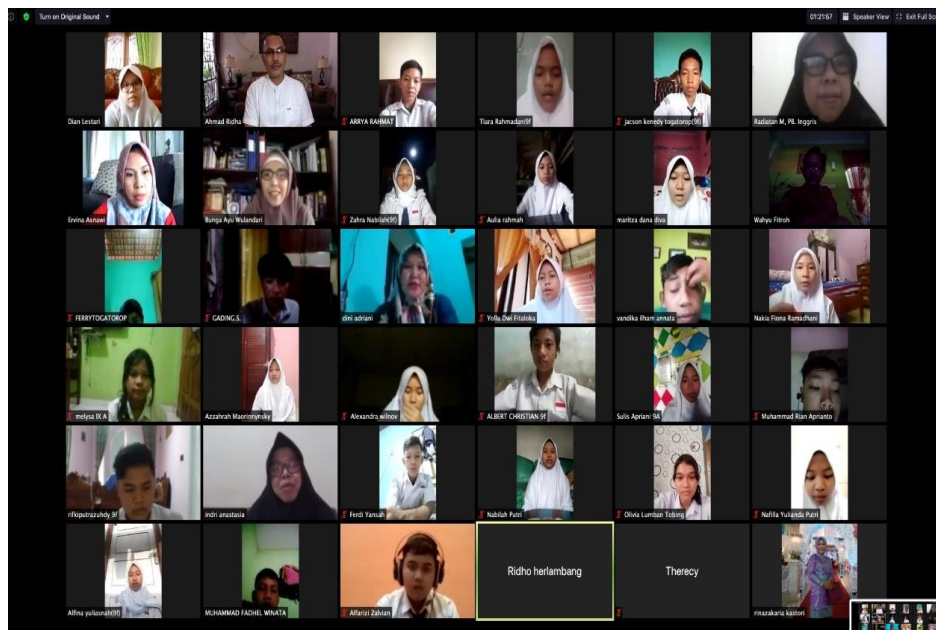 Turn on Original Sound
01:21:57
Speaker View
Exit Full Scr
Dian Lestari
Ahmad Ridha
ARRYA RAHMAT
Tiara Rahmadani9f
jacson kenedy togatorop(9f)
Radiatan M, PB. Inggris
Ervina Asnawi
Bunga Ayu Wulandari
Zahra Nabilah(9f)
Aulia rahmah
maritza dana diva
Wahyu Fitroh
FERRYTOGATOROP
GADING.S.
dini adriani
Yolla Dwi Fitaloka
vandika ilham annata
Nakia Fiona Ramadhani
melysa IX A
Azzahrah Maorinnynsky
Alexandra wilnov
ALBERT CHRISTIAN 9f
Sulis Apriani 9A
Muhammad Rian Aprianto
rifkiputrazuhdy 9f
indri anastasia
Ferdi Yansah
Nabilah Putri
Olivia Lumban Tobing
Nafilla Yulianda Putri
Alfina yuliasnah(9f)
MUHAMMAD FADHEL WINATA
Alfarizi Zalvian
Ridho herlambang
Therecy
rinazakaria kastori